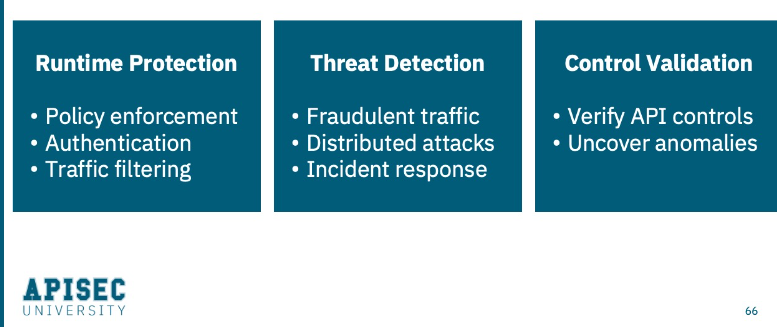 Runtime Protection
• Policy enforcement
• Authentication
• Traffic filtering
Threat Detection
• Fraudulent traffic
• Distributed attacks
• Incident response
Control Validation
• Verify API controls
• Uncover anomalies
APISEC
UNIVERSITY
66